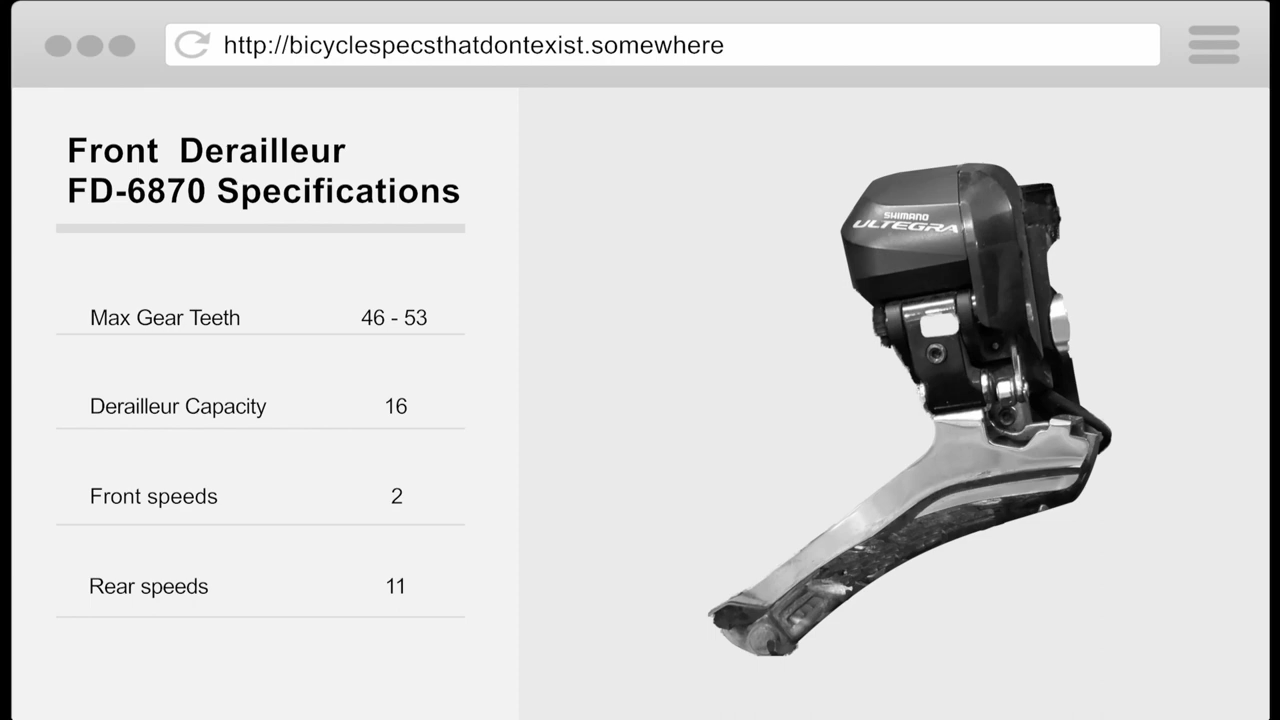 http://bicyclespecsthatdontexist.somewhere
Front Derailleur
FD-6870 Specifications
Max Gear Teeth 46 - 53
Derailleur Capacity 16
Front speeds 2
Rear speeds 11
SHIMANO
ULTEGRA